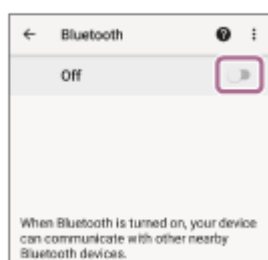 Bluetooth
Off
When Bluetooth is turned on, your device
can communicate with other nearby
Bluetooth devices.